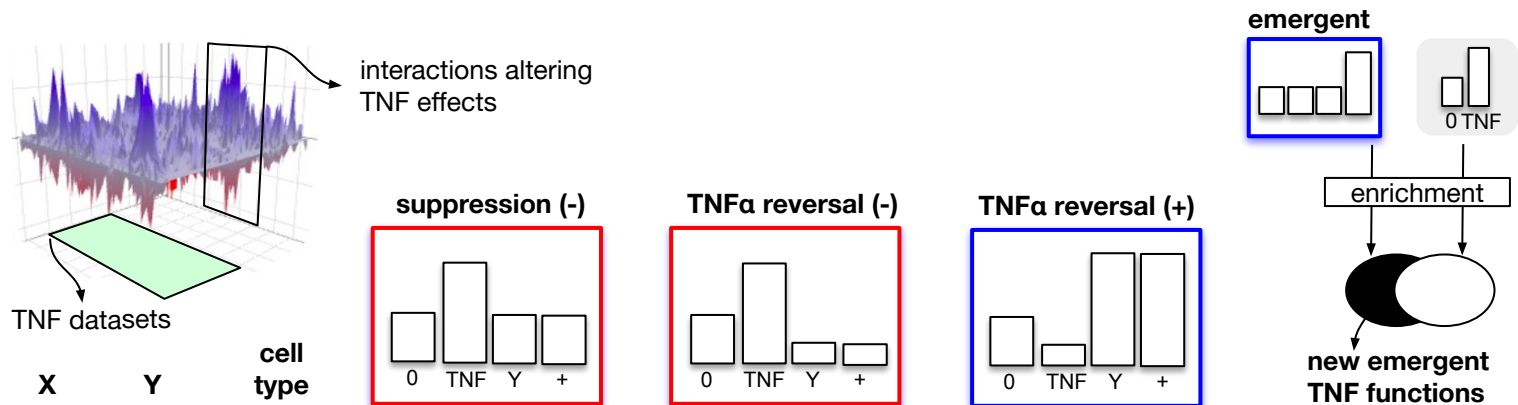 interactions altering
TNF effects
TNF datasets
X Y cell
type
suppression (-)
0 TNF Y +
TNFα reversal (-)
0 TNF Y +
TNFα reversal (+)
0 TNF Y +
emergent
0 TNF
enrichment
new emergent
TNF functions